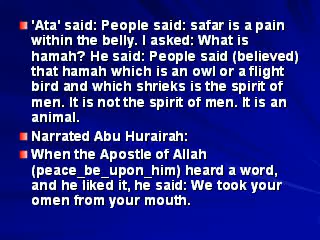 'Ata' said: People said: safar is a pain
within the belly. I asked: What is
hamah? He said: People said (believed)
that hamah which is an owl or a flight
bird and which shrieks is the spirit of
men. It is not the spirit of men. It is an
animal.
Narrated Abu Hurairah:
When the Apostle of Allah
(peace_be_upon_him) heard a word,
and he liked it, he said: We took your
omen from your mouth.